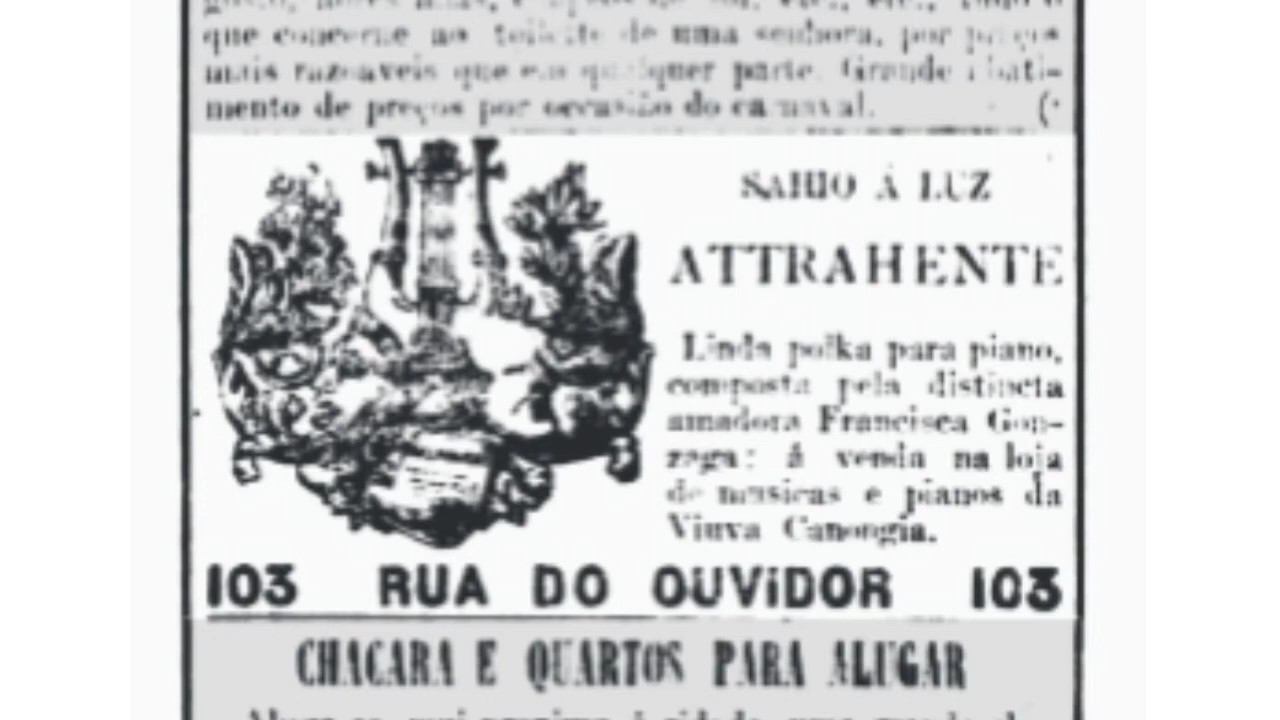 que concerne ao toilette de uma senhora, por preços
mais razoaveis que em qualquer parte. Grande abati-
mento de preços por occasião do carnaval. (·
SAHIO Á LUZ
ATTRAHENTE
Linda polka para piano,
composta pela distincta
amadora Francisca Gon-
zaga: á venda na loja
de musicas e pianos da
Viuva Canongia.
103 RUA DO OUViDOR 103
CHACARA E QUARTOS PARA ALUGAR